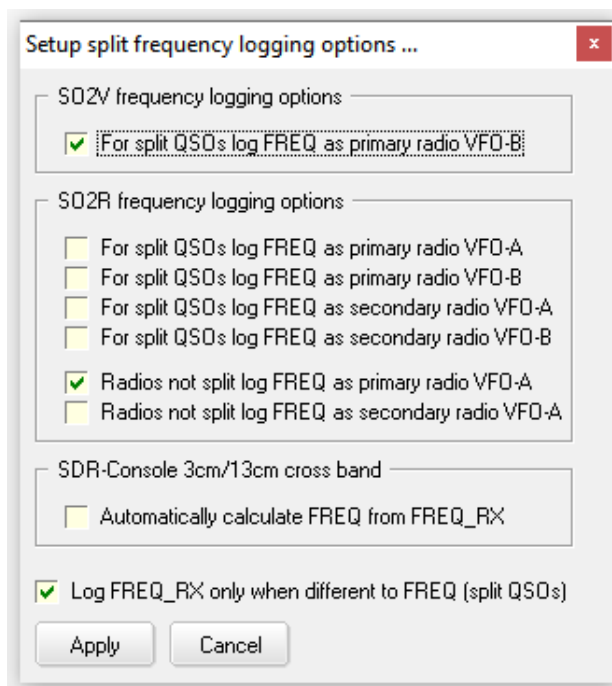 Setup split frequency logging options ...
x
SO2V frequency logging options
For split QSOs log FREQ as primary radio VFO-B
SO2R frequency logging options
For split QSOs log FREQ as primary radio VFO-A
For split QSOs log FREQ as primary radio VFO-B
For split QSOs log FREQ as secondary radio VFO-A
For split QSOs log FREQ as secondary radio VFO-B
Radios not split log FREQ as primary radio VFO-A
Radios not split log FREQ as secondary radio VFO-A
SDR-Console 3cm/13cm cross band
Automatically calculate FREQ from FREQ_RX
Log FREQ_RX only when different to FREQ (split QSOs)
Apply Cancel